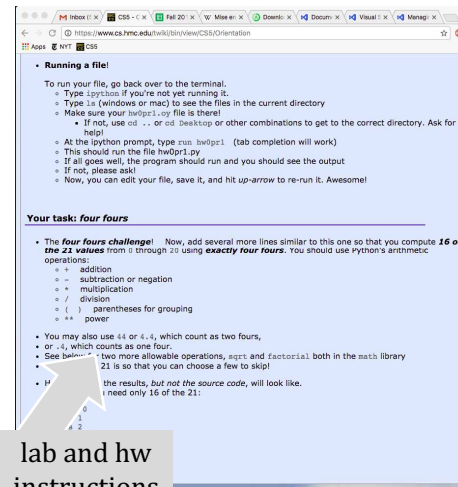 M Inbox (
CS5 - C
Fall 20
W Mise en
Downlo
Docume
Visual S
Managi
https://www.cs.hmc.edu/twiki/bin/view/CS5/Orientation
Apps NYT CS5
Running a file!
To run your file, go back over to the terminal.
Type ipython if you're not yet running it.
Type ls (windows or mac) to see the files in the current directory
Make sure your hw0pr1.oy file is there!
If not, use cd .. or cd Desktop or other combinations to get to the correct directory. Ask for
help!
At the ipython prompt, type run hw0pr1 (tab completion will work)
This should run the file hw0pr1.py
If all goes well, the program should run and you should see the output
If not, please ask!
Now, you can edit your file, save it, and hit up-arrow to re-run it. Awesome!
Your task: four fours
The four fours challenge! Now, add several more lines similar to this one so that you compute 16 o
the 21 values from 0 through 20 using exactly four fours. You should use Python's arithmetic
operations:
+ addition
- subtraction or negation
* multiplication
/ division
( ) parentheses for grouping
** power
You may also use 44 or 4.4, which count as two fours,
or .4, which counts as one four.
See below for two more allowable operations, sqrt and factorial both in the math library
21 is so that you can choose a few to skip!
H the results, but not the source code, will look like.
need only 16 of the 21:
0
1
# 2
lab and hw
instructions